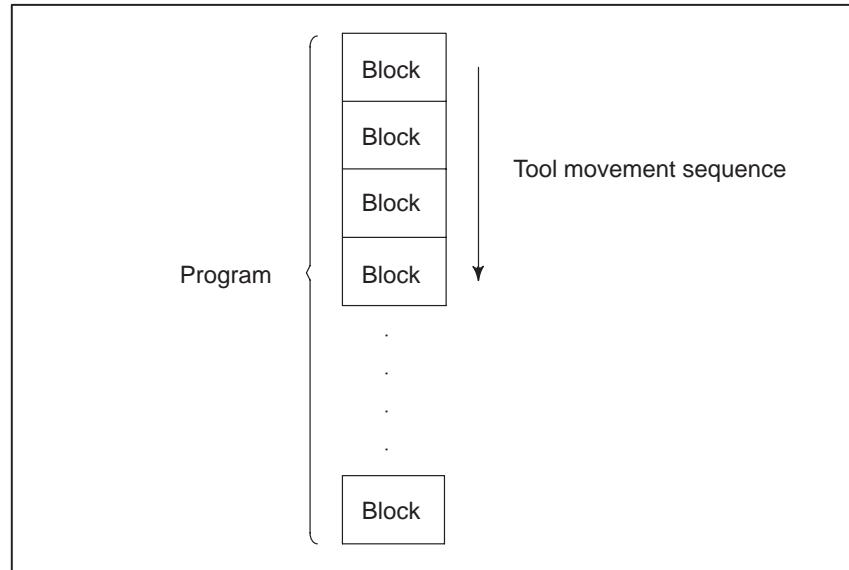 Block
Block
Tool movement sequence
Block
Program
Block
.
.
.
.
Block